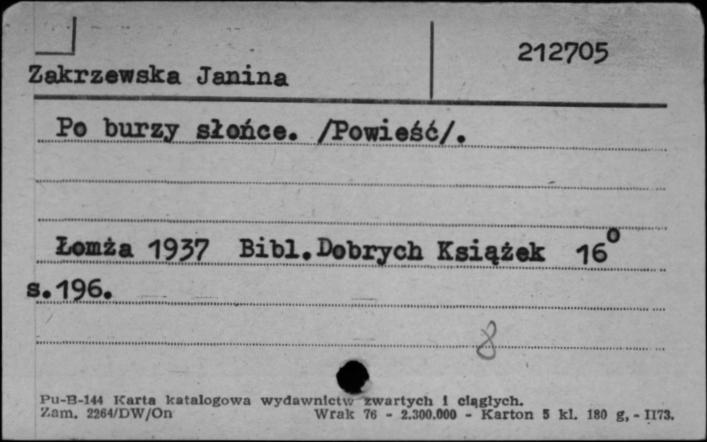 212705
Zakrzewska Janina
Po burzy słońce. /Powieść/.
Łomża 1937 Bibl. Dobrych Książek 16°
s.196.
8
Pu-B-144 Karta katalogowa wydawnictw zwartych i ciągłych.
Zam. 2264/DW/On Wrak 76 - 2.300.000 - Karton 5 kl. 180 g. - II73.